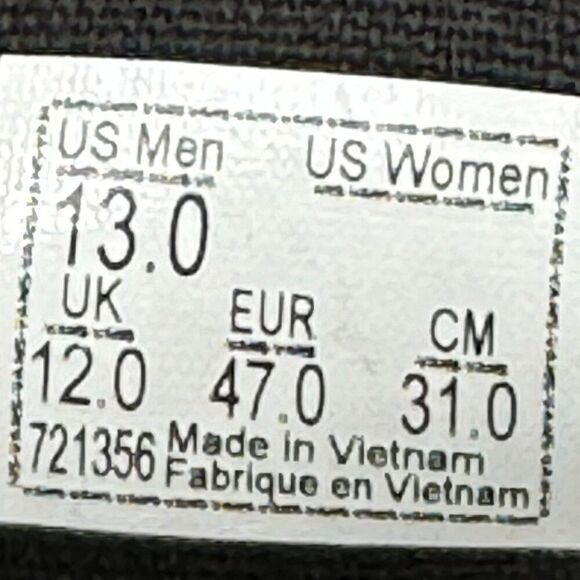 US Men US Women
13.0
UK EUR CM
12.0 47.0 31.0
721356 Made in Vietnam
Fabrique en Vietnam